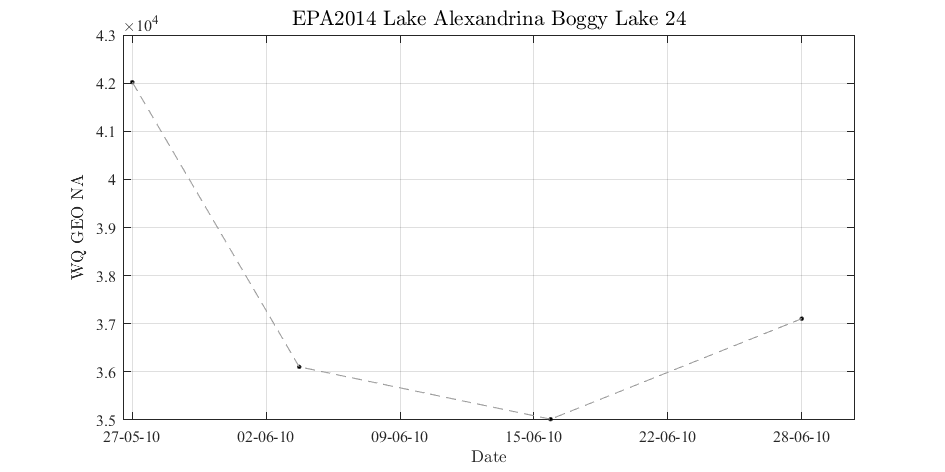 EPA2014 Lake Alexandrina Boggy Lake 24
×10⁴
4.3
4.2
4.1
4
3.9
3.8
3.7
3.6
3.5
WQ GEO NA
27-05-10 02-06-10 09-06-10 15-06-10 22-06-10 28-06-10
Date